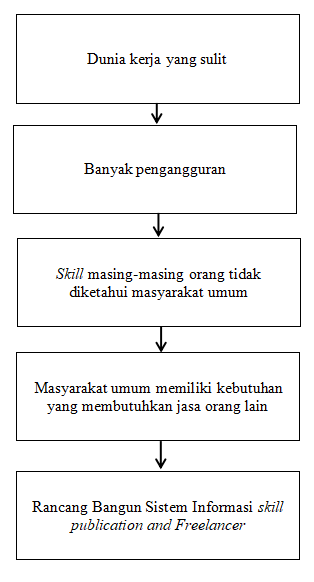 Dunia kerja yang sulit
Banyak pengangguran
Skill masing-masing orang tidak
diketahui masyarakat umum
Masyarakat umum memiliki kebutuhan
yang membutuhkan jasa orang lain
Rancang Bangun Sistem Informasi skill
publication and Freelancer